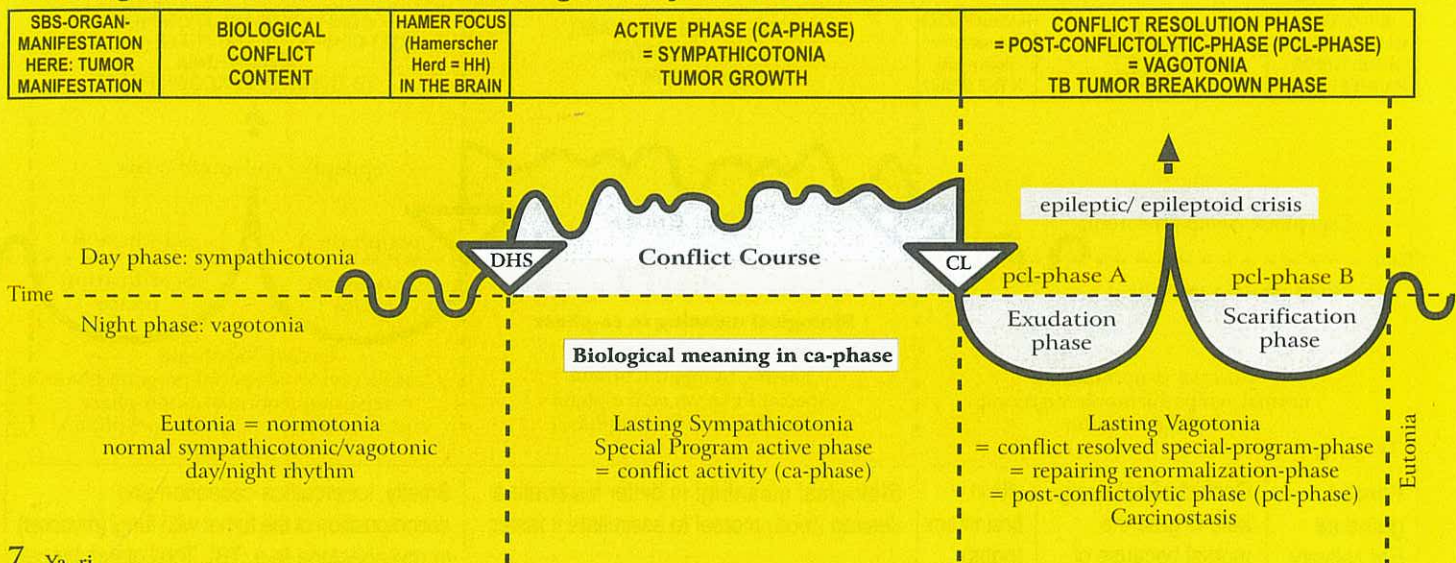 SBS-ORGAN-
MANIFESTATION
HERE: TUMOR
MANIFESTATION
BIOLOGICAL
CONFLICT
CONTENT
HAMER FOCUS
(Hamerscher
Herd = HH)
IN THE BRAIN
ACTIVE PHASE (CA-PHASE)
= SYMPATHICOTONIA
TUMOR GROWTH
CONFLICT RESOLUTION PHASE
= POST-CONFLICTOLYTIC-PHASE (PCL-PHASE)
= VAGOTONIA
TB TUMOR BREAKDOWN PHASE
epileptic/ epileptoid crisis
Day phase: sympathicotonia
DHS
Conflict Course
CL
pcl-phase A
pcl-phase B
Time
Night phase: vagotonia
Exudation
phase
Scarification
phase
Biological meaning in ca-phase
Eutonia = normotonia
normal sympathicotonic/vagotonic
day/night rhythm
Lasting Sympathicotonia
Special Program active phase
= conflict activity (ca-phase)
Lasting Vagotonia
= conflict resolved special-program-phase
= repairing renormalization-phase
= post-conflictolytic phase (pcl-phase)
Carcinostasis
Eutonia
7